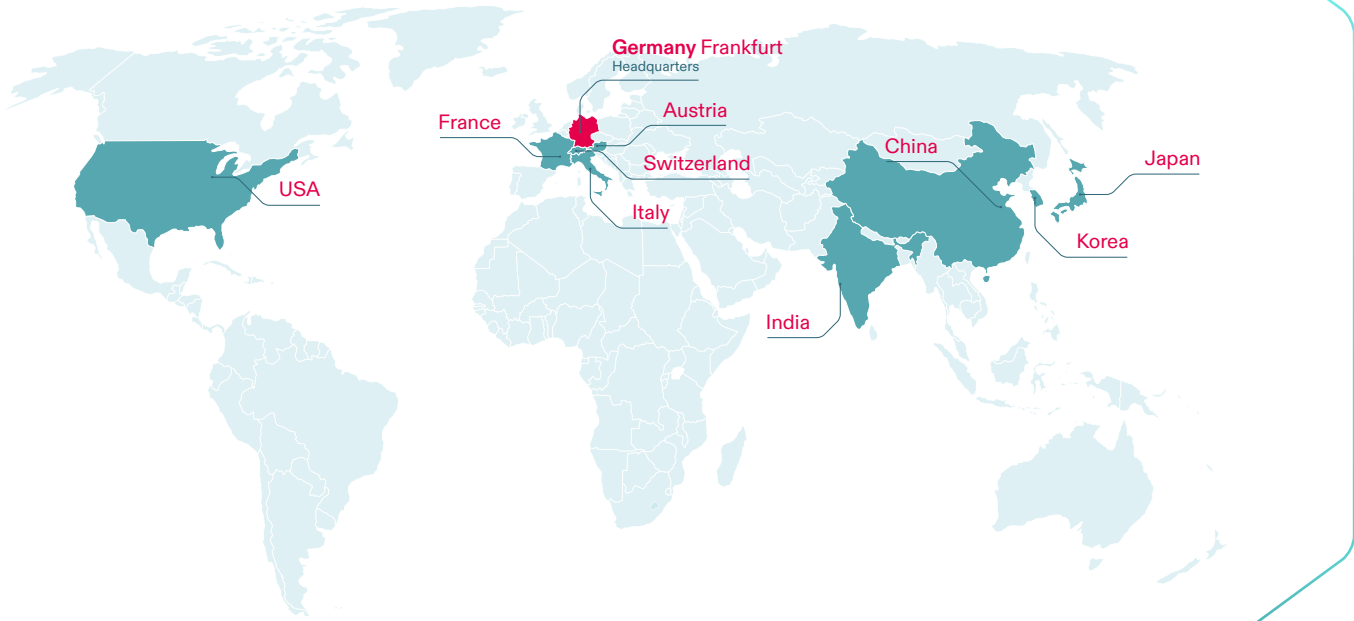 Germany Frankfurt
Headquarters
Austria
France
Switzerland
Italy
USA
China
Japan
Korea
India